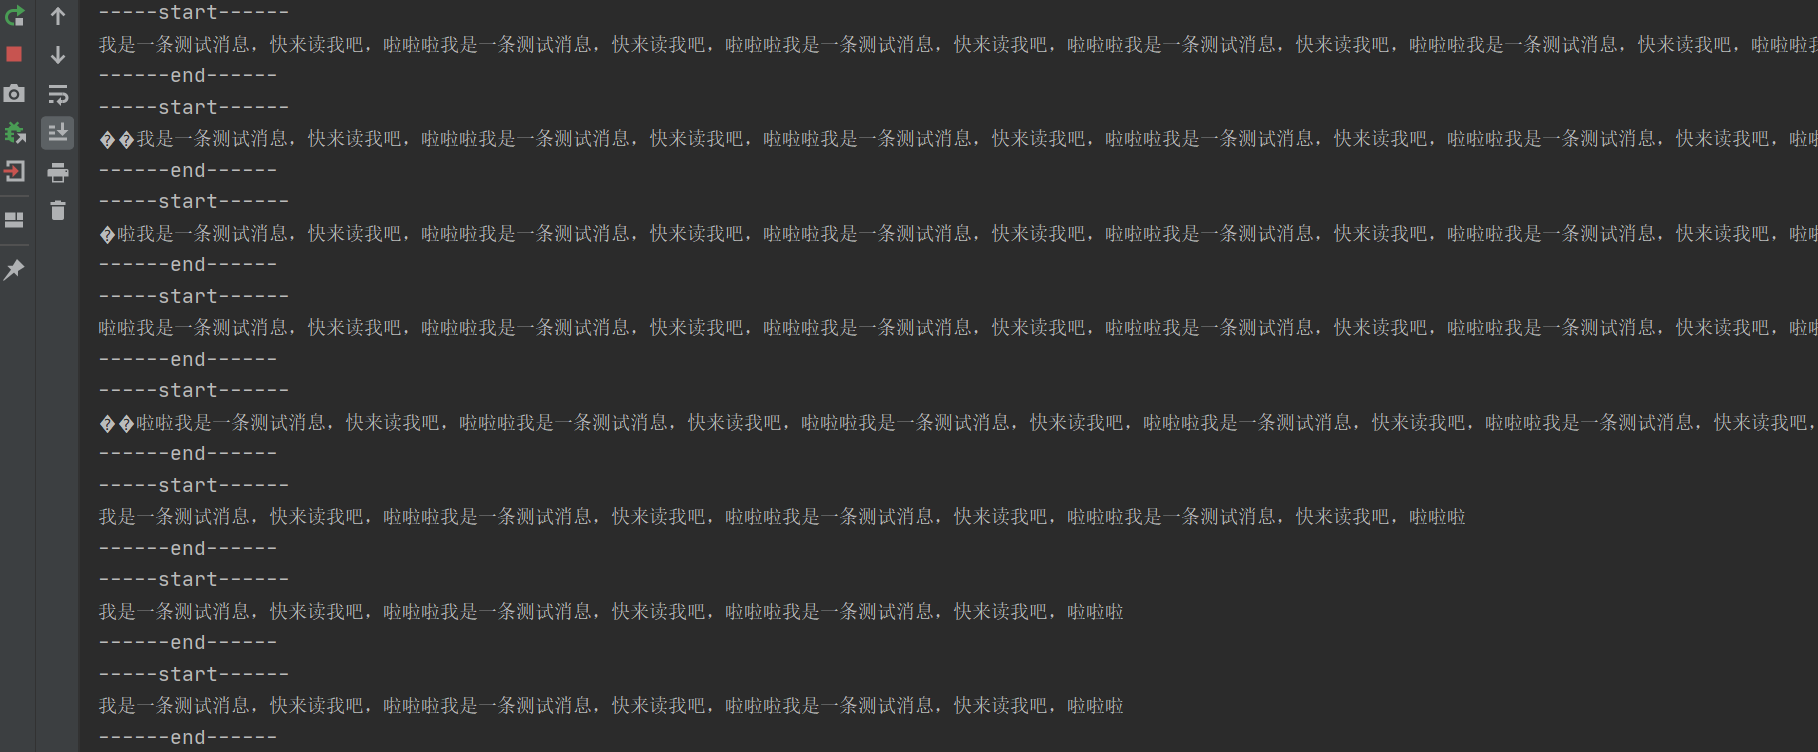 -----start------
我是一条测试消息，快来读我吧，啦啦啦我是一条测试消息，快来读我吧，啦啦啦我是一条测试消息，快来读我吧，啦啦啦我是一条测试消息，快来读我吧，啦啦啦我是一条测试消息，快来读我吧，啦啦啦我
------end------
-----start------
��我是一条测试消息，快来读我吧，啦啦啦我是一条测试消息，快来读我吧，啦啦啦我是一条测试消息，快来读我吧，啦啦啦我是一条测试消息，快来读我吧，啦啦啦我是一条测试消息，快来读我吧，啦啦
------end------
-----start------
�啦我是一条测试消息，快来读我吧，啦啦啦我是一条测试消息，快来读我吧，啦啦啦我是一条测试消息，快来读我吧，啦啦啦我是一条测试消息，快来读我吧，啦啦啦我是一条测试消息，快来读我吧，啦啦
------end------
-----start------
啦啦我是一条测试消息，快来读我吧，啦啦啦我是一条测试消息，快来读我吧，啦啦啦我是一条测试消息，快来读我吧，啦啦啦我是一条测试消息，快来读我吧，啦啦啦我是一条测试消息，快来读我吧，啦啦
------end------
-----start------
��啦啦我是一条测试消息，快来读我吧，啦啦啦我是一条测试消息，快来读我吧，啦啦啦我是一条测试消息，快来读我吧，啦啦啦我是一条测试消息，快来读我吧，啦啦啦我是一条测试消息，快来读我吧，
------end------
-----start------
我是一条测试消息，快来读我吧，啦啦啦我是一条测试消息，快来读我吧，啦啦啦我是一条测试消息，快来读我吧，啦啦啦我是一条测试消息，快来读我吧，啦啦啦
------end------
-----start------
我是一条测试消息，快来读我吧，啦啦啦我是一条测试消息，快来读我吧，啦啦啦我是一条测试消息，快来读我吧，啦啦啦
------end------
-----start------
我是一条测试消息，快来读我吧，啦啦啦我是一条测试消息，快来读我吧，啦啦啦我是一条测试消息，快来读我吧，啦啦啦
------end------